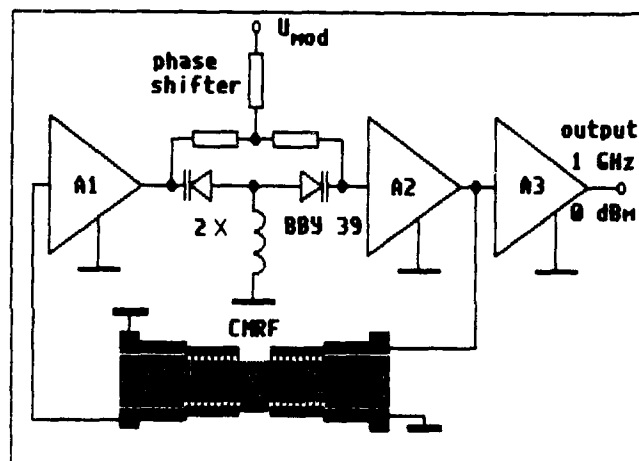 U_MOD
phase
shifter
output
1 GHz
A1
A2
A3
0 dBm
2 X
BBY 39
CMRF